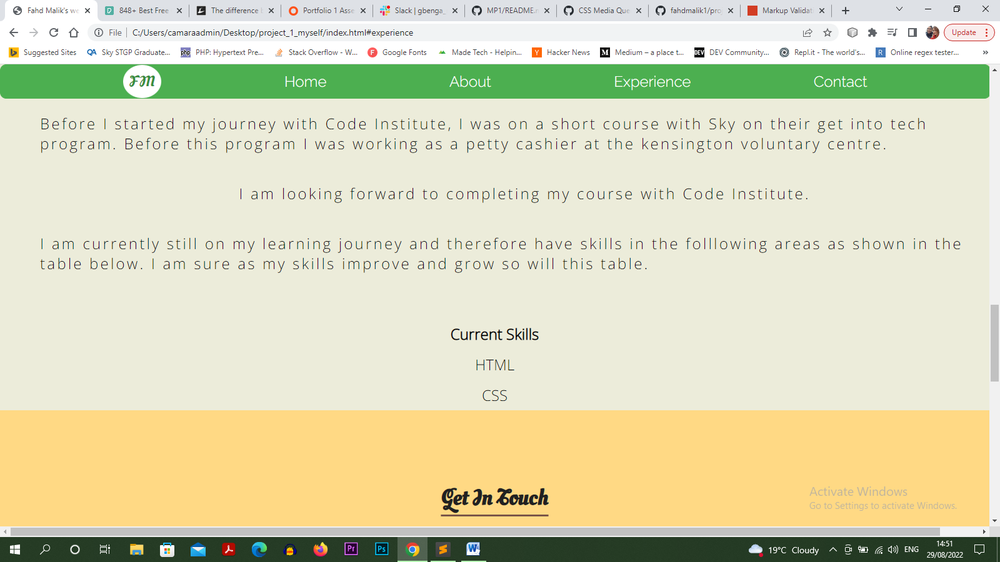 Fahd Malik's we
848+ Best Free
The difference b
Portfolio 1 Asse
Slack | gbenga_
MP1/README.m
CSS Media Que
fahdmalik1/proj
Markup Validat
File
C:/Users/camaraadmin/Desktop/project_1_myself/index.html#experience
Update
Suggested Sites
QA
Sky STGP Graduate...
php
PHP: Hypertext Pre...
Stack Overflow - W...
F
Google Fonts
Made Tech - Helpin...
Y
Hacker News
M
Medium – a place t...
DEV
DEV Community...
Repl.it - The world's...
R
Online regex tester...
»
FM
Home
About
Experience
Contact
Before I started my journey with Code Institute, I was on a short course with Sky on their get into tech
program. Before this program I was working as a petty cashier at the kensington voluntary centre.
I am looking forward to completing my course with Code Institute.
I am currently still on my learning journey and therefore have skills in the folllowing areas as shown in the
table below. I am sure as my skills improve and grow so will this table.
Current Skills
HTML
CSS
Get In Touch
Activate Windows
Go to Settings to activate Windows.
Pr
Ps
W
19°C Cloudy
ENG
14:51
29/08/2022